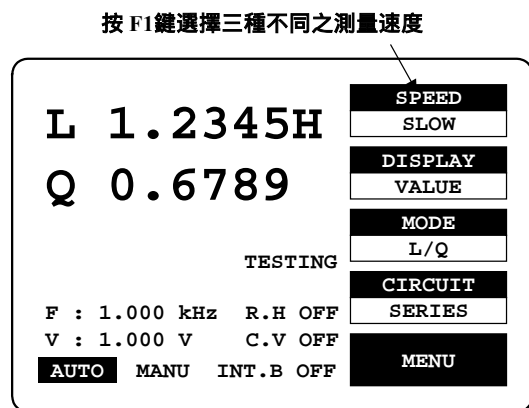 按 F1鍵選擇三種不同之測量速度
L 1.2345H
Q 0.6789
TESTING
F : 1.000 kHz R.H OFF
V : 1.000 V C.V OFF
AUTO MANU INT.B OFF
SPEED
SLOW
DISPLAY
VALUE
MODE
L/Q
CIRCUIT
SERIES
MENU